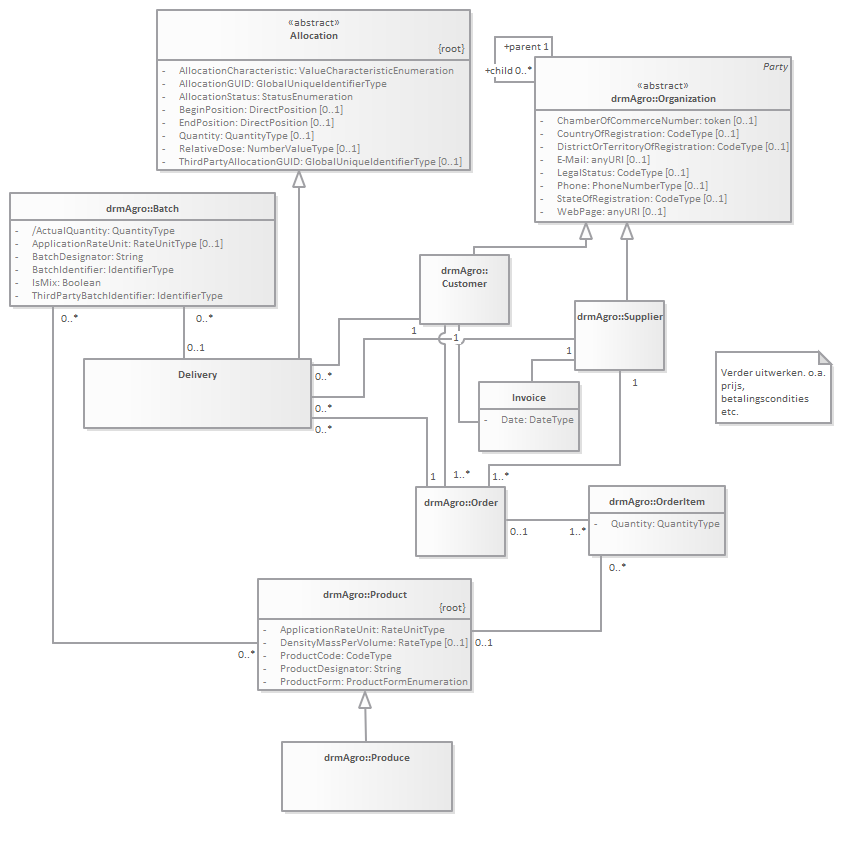 «abstract»
Allocation
{root}
- AllocationCharacteristic: ValueCharacteristicEnumeration
- AllocationGUID: GlobalUniqueIdentifierType
- AllocationStatus: StatusEnumeration
- BeginPosition: DirectPosition [0..1]
- EndPosition: DirectPosition [0..1]
- Quantity: QuantityType [0..1]
- RelativeDose: NumberValueType [0..1]
- ThirdPartyAllocationGUID: GlobalUniqueIdentifierType [0..1]
+parent 1
+child 0..*
Party
«abstract»
drmAgro::Organization
- ChamberOfCommerceNumber: token [0..1]
- CountryOfRegistration: CodeType [0..1]
- DistrictOrTerritoryOfRegistration: CodeType [0..1]
- E-Mail: anyURI [0..1]
- LegalStatus: CodeType [0..1]
- Phone: PhoneNumberType [0..1]
- StateOfRegistration: CodeType [0..1]
- WebPage: anyURI [0..1]
drmAgro::Batch
- /ActualQuantity: QuantityType
- ApplicationRateUnit: RateUnitType [0..1]
- BatchDesignator: String
- BatchIdentifier: IdentifierType
- IsMix: Boolean
- ThirdPartyBatchIdentifier: IdentifierType
drmAgro::
Customer
drmAgro::Supplier
0..*
0..*
0..1
1
1
1
Delivery
0..*
0..*
0..*
Invoice
- Date: DateType
1
Verder uitwerken. o.a.
prijs,
betalingscondities
etc.
1
1..*
1..*
drmAgro::Order
0..1
1..*
drmAgro::OrderItem
- Quantity: QuantityType
0..*
drmAgro::Product
{root}
- ApplicationRateUnit: RateUnitType
- DensityMassPerVolume: RateType [0..1]
- ProductCode: CodeType
- ProductDesignator: String
- ProductForm: ProductFormEnumeration
0..1
0..*
drmAgro::Produce